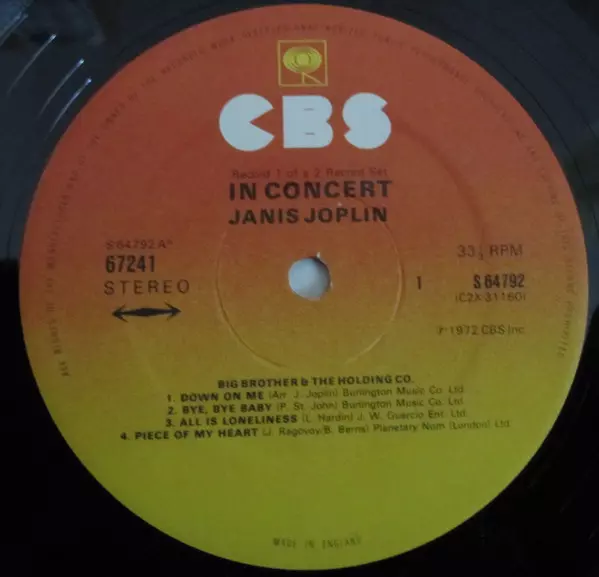 CBS
Record 1 of a 2 Record Set
IN CONCERT
JANIS JOPLIN
S 64792 A
67241
STEREO
33⅓ RPM
1
S 64792
(C2X 31160)
℗ 1972 CBS Inc.
BIG BROTHER & THE HOLDING CO.
1. DOWN ON ME (Arr. J. Joplin) Burlington Music Co. Ltd.
2. BYE, BYE BABY (P. St. John) Burlington Music Co. Ltd.
3. ALL IS LONELINESS (L. Hardin) J. W. Guercio Ent. Ltd.
4. PIECE OF MY HEART (J. Ragovoy/B. Berns) Planetary Nom (London) Ltd.
MADE IN ENGLAND